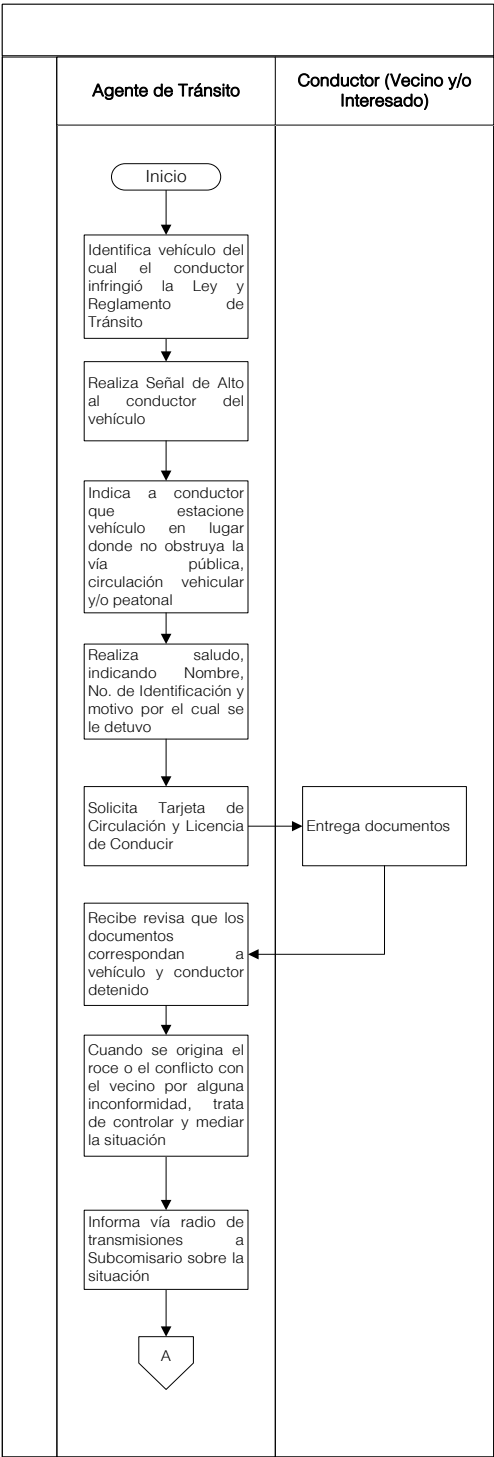 Agente de Tránsito
Conductor (Vecino y/o
Interesado)
Inicio
Identifica vehículo del
cual el conductor
infringió la Ley y
Reglamento de
Tránsito
Realiza Señal de Alto
al conductor del
vehículo
Indica a conductor
que estacione
vehículo en lugar
donde no obstruya la
vía pública,
circulación vehicular
y/o peatonal
Realiza saludo,
indicando Nombre,
No. de Identificación y
motivo por el cual se
le detuvo
Solicita Tarjeta de
Circulación y Licencia
de Conducir
Entrega documentos
Recibe revisa que los
documentos
correspondan a
vehículo y conductor
detenido
Cuando se origina el
roce o el conflicto con
el vecino por alguna
inconformidad, trata
de controlar y mediar
la situación
Informa vía radio de
transmisiones a
Subcomisario sobre la
situación
A